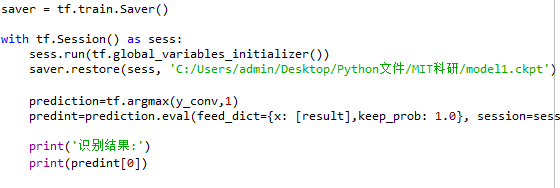 saver = tf.train.Saver()
with tf.Session() as sess:
sess.run(tf.global_variables_initializer())
saver.restore(sess, 'C:/Users/admin/Desktop/Python文件/MIT科研/model1.ckpt')
prediction=tf.argmax(y_conv,1)
predint=prediction.eval(feed_dict={x: [result],keep_prob: 1.0}, session=sess
print('识别结果:')
print(predint[0])